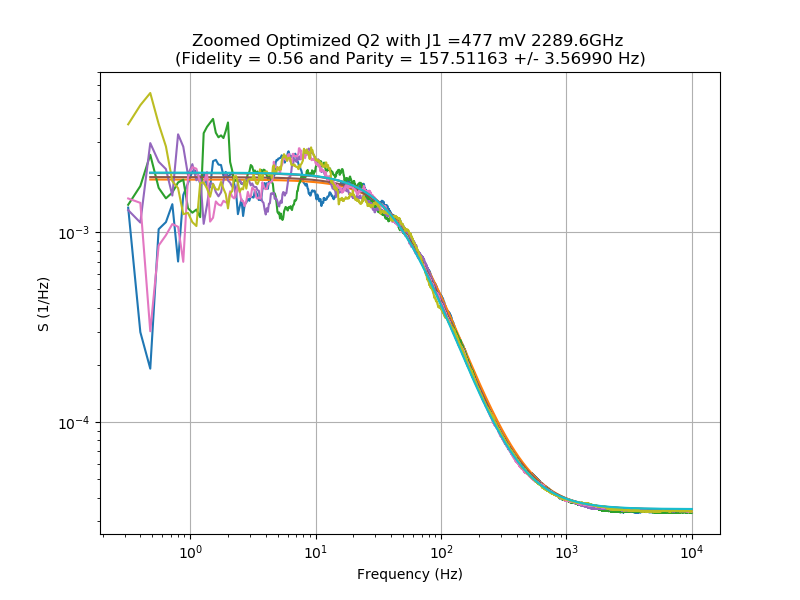 Zoomed Optimized Q2 with J1 =477 mV 2289.6GHz
(Fidelity = 0.56 and Parity = 157.51163 +/- 3.56990 Hz)
S (1/Hz)
10⁻³
10⁻⁴
10⁰ 10¹ 10² 10³ 10⁴
Frequency (Hz)